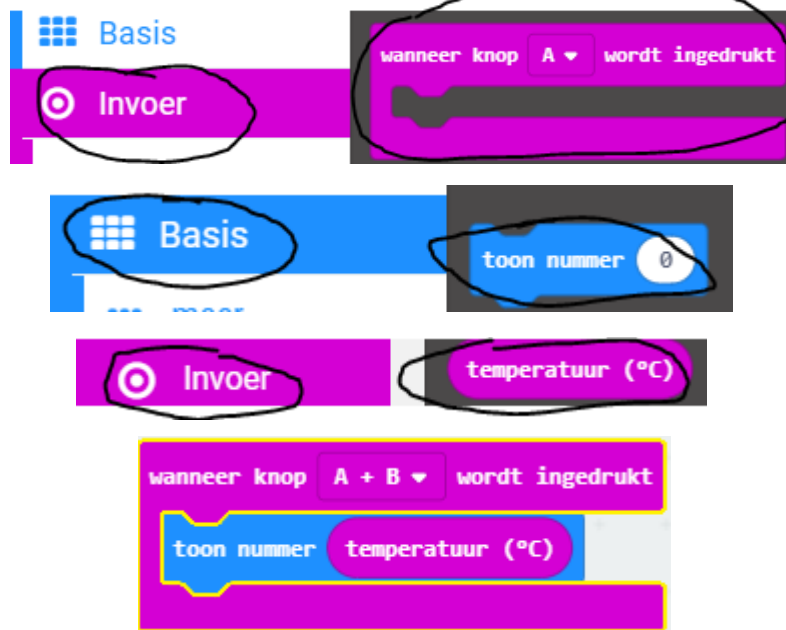 Basis
wanneer knop A wordt ingedrukt
Invoer
Basis
toon nummer 0
meer
Invoer
temperatuur (°C)
wanneer knop A + B wordt ingedrukt
toon nummer temperatuur (°C)